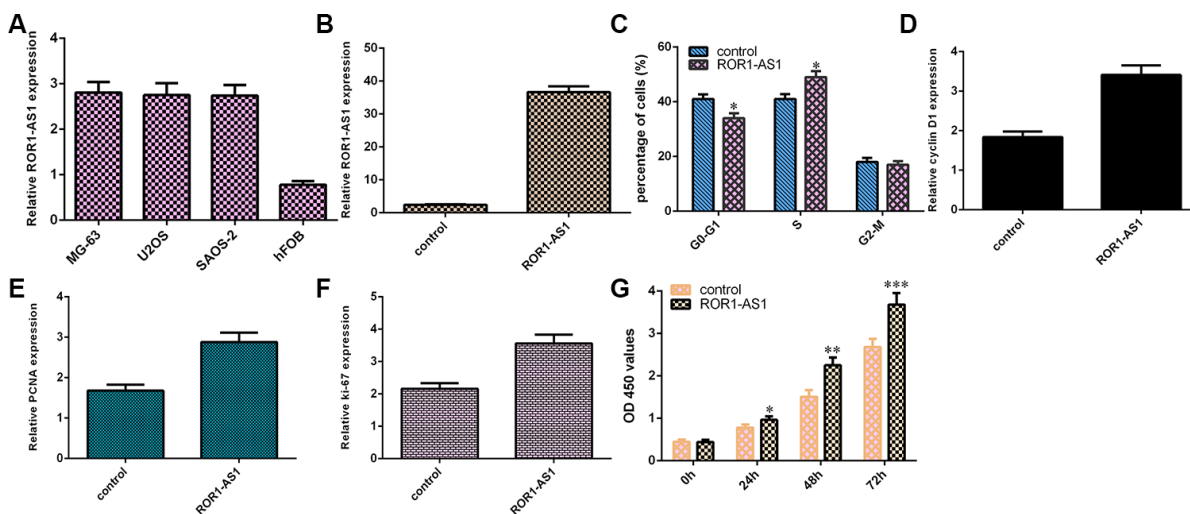 A
Relative ROR1-AS1 expression
4
3
2
1
0
MG-63
U2OS
SAOS-2
hFOB
B
Relative ROR1-AS1 expression
50
40
30
20
10
0
control
ROR1-AS1
C
control
ROR1-AS1
percentage of cells (%)
60
40
20
0
*
*
G0-G1
S
G2-M
D
Relative cyclin D1 expression
4
3
2
1
0
control
ROR1-AS1
E
Relative PCNA expression
4
3
2
1
0
control
ROR1-AS1
F
Relative ki-67 expression
5
4
3
2
1
0
control
ROR1-AS1
G
control
ROR1-AS1
OD 450 values
4
3
2
1
0
*
**
***
0h
24h
48h
72h